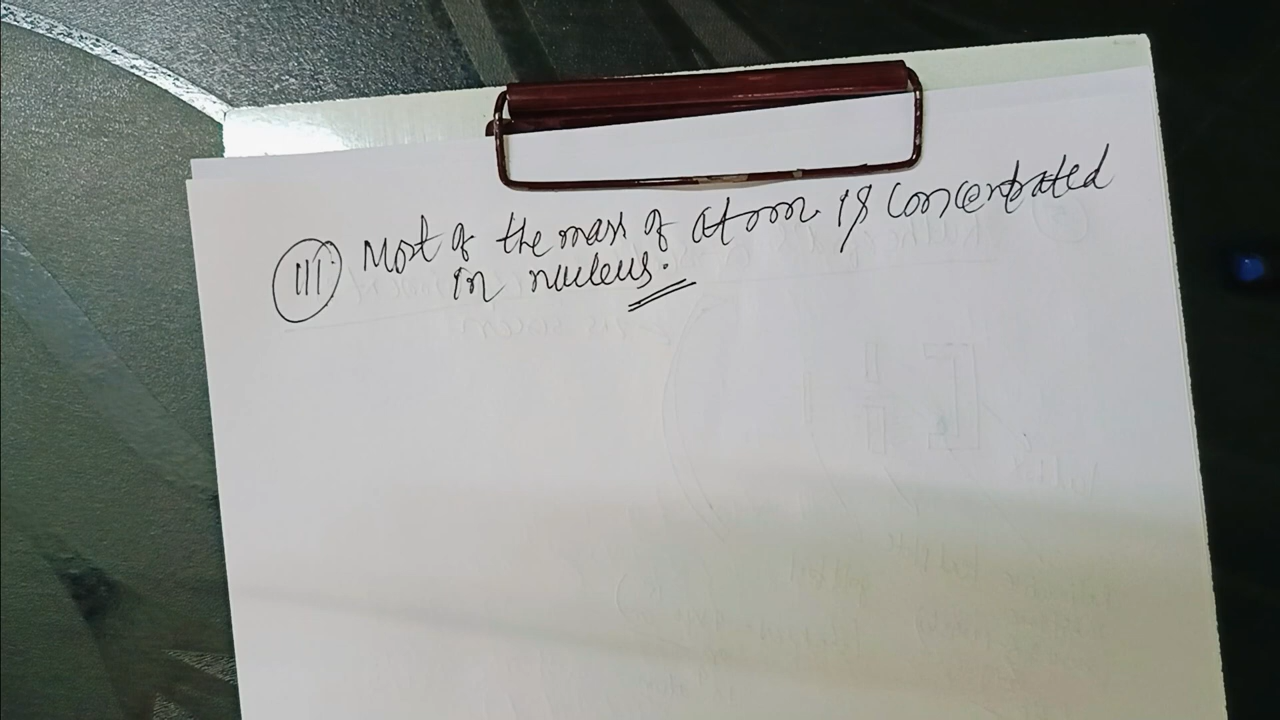 III Most of the mass of atom is concentrated
in nucleus.